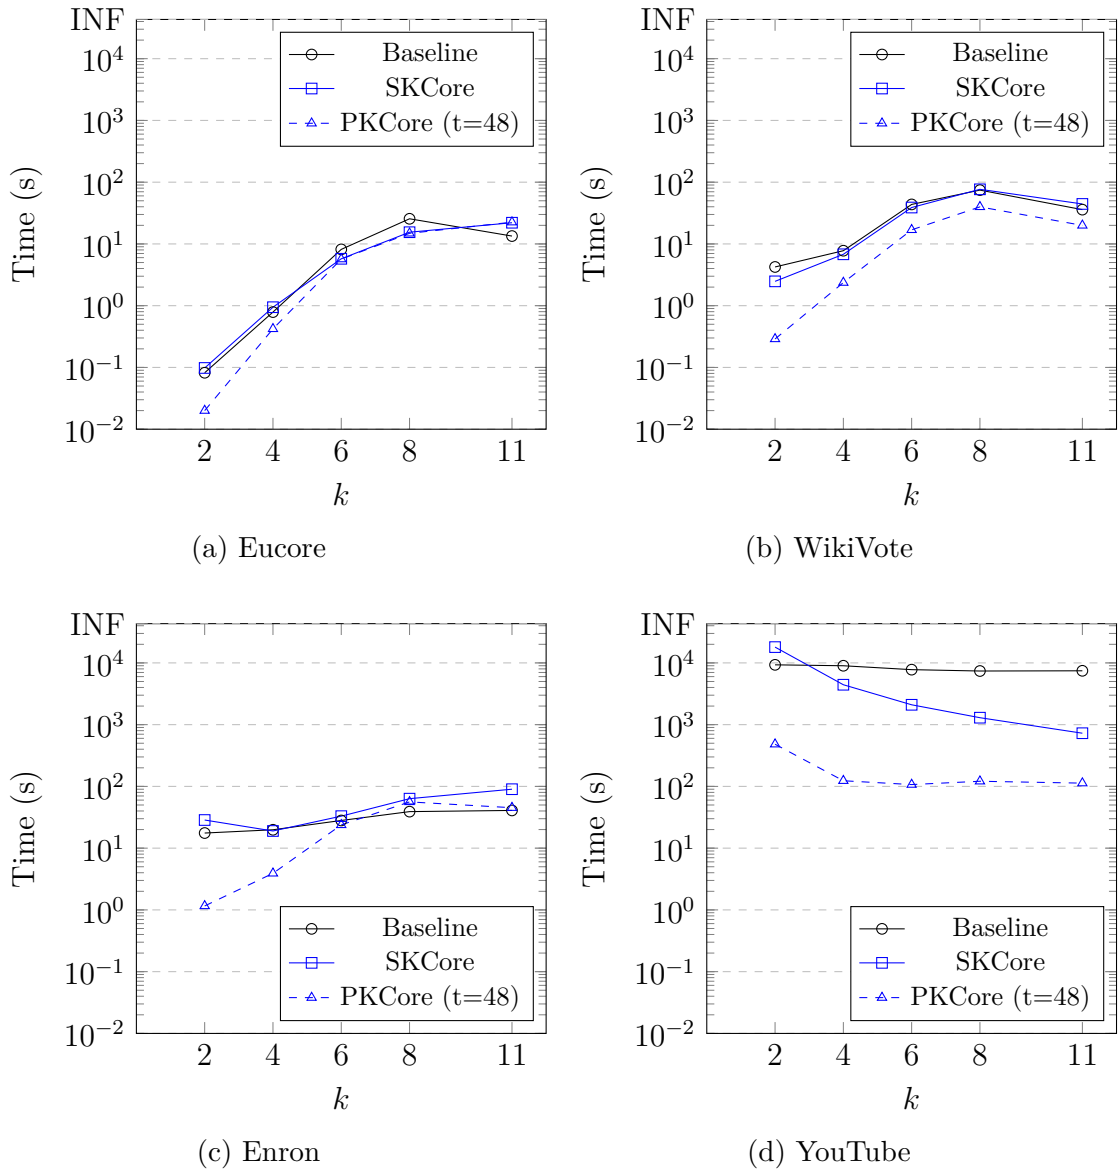 INF
10^4
10^3
10^2
10^1
10^0
10^−1
10^−2
Time (s)
Baseline
SKCore
PKCore (t=48)
2 4 6 8 11
k
(a) Eucore
INF
10^4
10^3
10^2
10^1
10^0
10^−1
10^−2
Time (s)
Baseline
SKCore
PKCore (t=48)
2 4 6 8 11
k
(b) WikiVote
INF
10^4
10^3
10^2
10^1
10^0
10^−1
10^−2
Time (s)
Baseline
SKCore
PKCore (t=48)
2 4 6 8 11
k
(c) Enron
INF
10^4
10^3
10^2
10^1
10^0
10^−1
10^−2
Time (s)
Baseline
SKCore
PKCore (t=48)
2 4 6 8 11
k
(d) YouTube